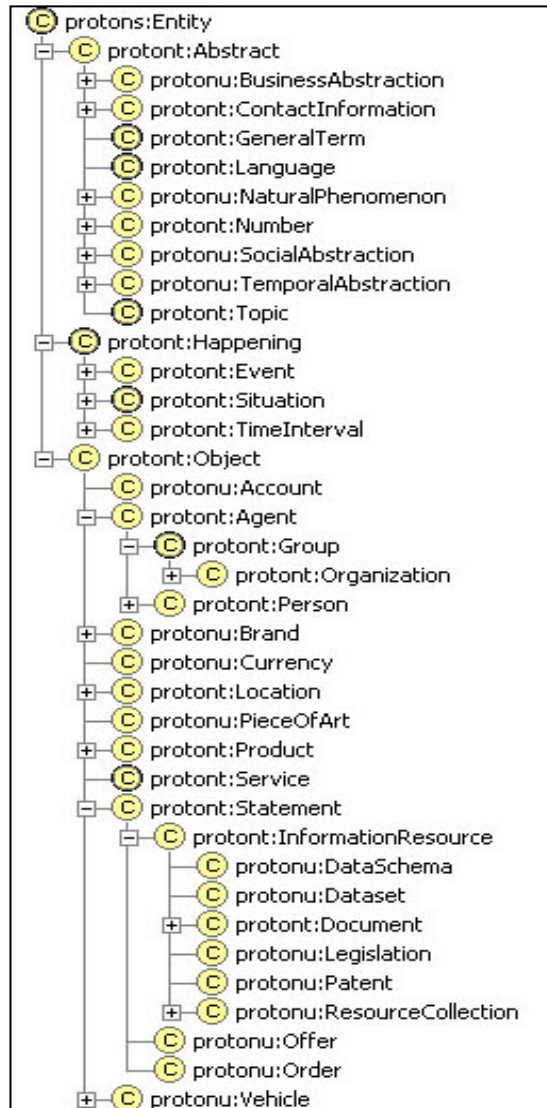 C protons:Entity
C protont:Abstract
C protonu:BusinessAbstraction
C protont:ContactInformation
C protont:GeneralTerm
C protont:Language
C protonu:NaturalPhenomenon
C protont:Number
C protonu:SocialAbstraction
C protonu:TemporalAbstraction
C protont:Topic
C protont:Happening
C protont:Event
C protont:Situation
C protont:TimeInterval
C protont:Object
C protonu:Account
C protont:Agent
C protont:Group
C protont:Organization
C protont:Person
C protonu:Brand
C protonu:Currency
C protont:Location
C protonu:PieceOfArt
C protont:Product
C protont:Service
C protont:Statement
C protont:InformationResource
C protonu:DataSchema
C protonu:Dataset
C protont:Document
C protonu:Legislation
C protonu:Patent
C protonu:ResourceCollection
C protonu:Offer
C protonu:Order
C protonu:Vehicle